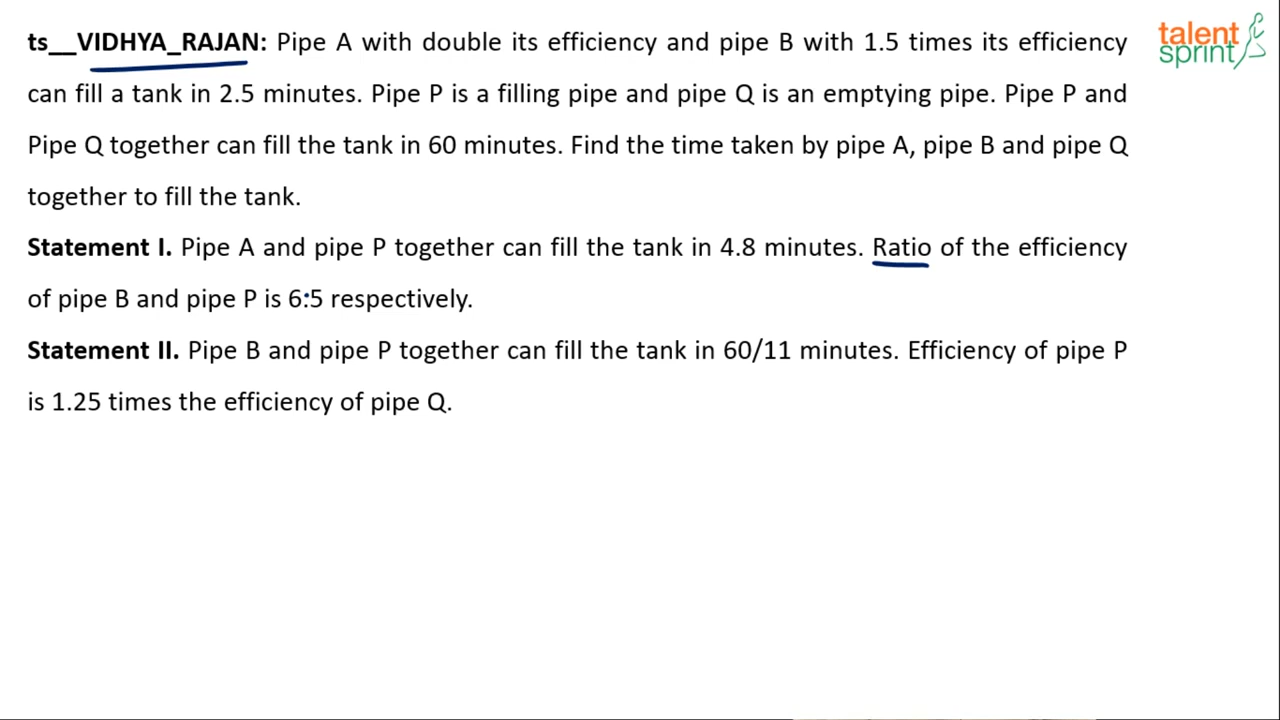 ts__VIDHYA_RAJAN: Pipe A with double its efficiency and pipe B with 1.5 times its efficiency
can fill a tank in 2.5 minutes. Pipe P is a filling pipe and pipe Q is an emptying pipe. Pipe P and
Pipe Q together can fill the tank in 60 minutes. Find the time taken by pipe A, pipe B and pipe Q
together to fill the tank.
Statement I. Pipe A and pipe P together can fill the tank in 4.8 minutes. Ratio of the efficiency
of pipe B and pipe P is 6:5 respectively.
Statement II. Pipe B and pipe P together can fill the tank in 60/11 minutes. Efficiency of pipe P
is 1.25 times the efficiency of pipe Q.
talent
sprint